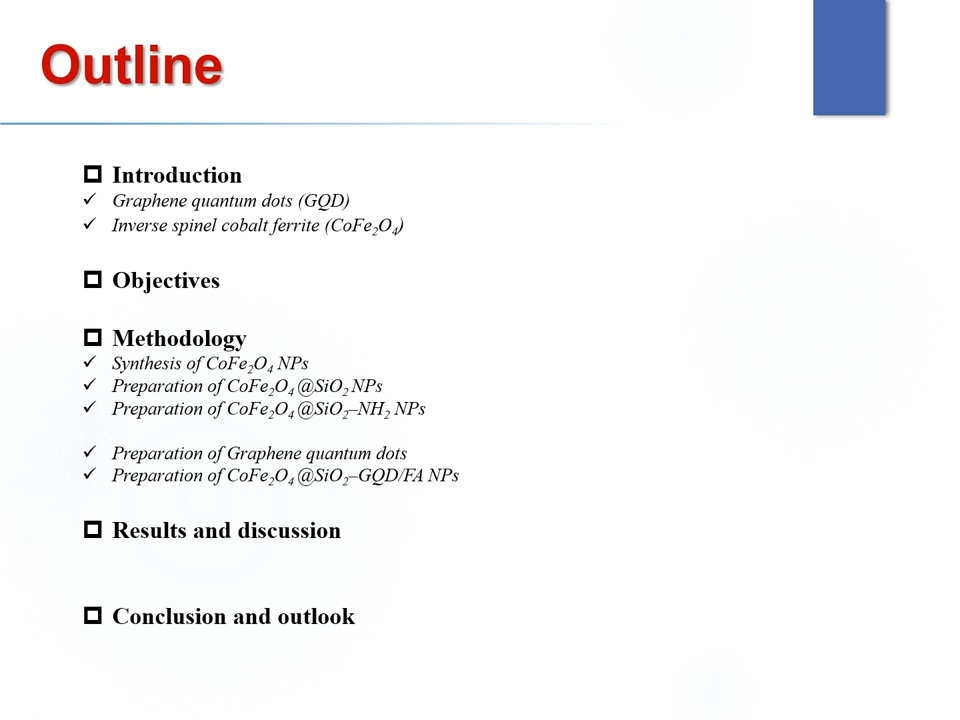 Outline
Introduction
✓ Graphene quantum dots (GQD)
✓ Inverse spinel cobalt ferrite (CoFe₂O₄)
Objectives
Methodology
✓ Synthesis of CoFe₂O₄ NPs
✓ Preparation of CoFe₂O₄ @SiO₂ NPs
✓ Preparation of CoFe₂O₄ @SiO₂–NH₂ NPs
✓ Preparation of Graphene quantum dots
✓ Preparation of CoFe₂O₄ @SiO₂–GQD/FA NPs
Results and discussion
Conclusion and outlook